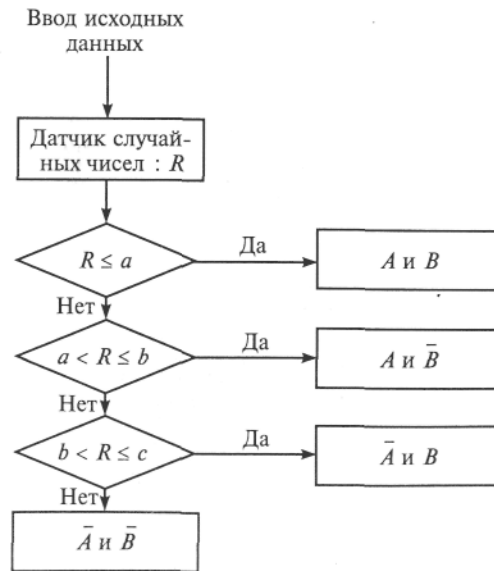 Ввод исходных
данных
Датчик случай-
ных чисел : R
R ≤ a
Да
A и B
Нет
a < R ≤ b
Да
A и B̄
Нет
b < R ≤ c
Да
Ā и B
Нет
Ā и B̄